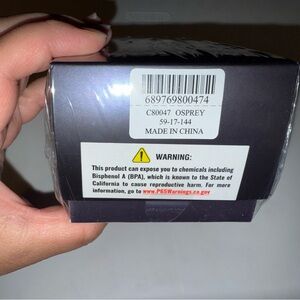 689769800474
C80047 OSPREY
59-17-144
MADE IN CHINA
WARNING:
This product can expose you to chemicals including
Bisphenol A (BPA), which is known to the State of
California to cause reproductive harm. For more
information, go to www.P65Warnings.ca.gov